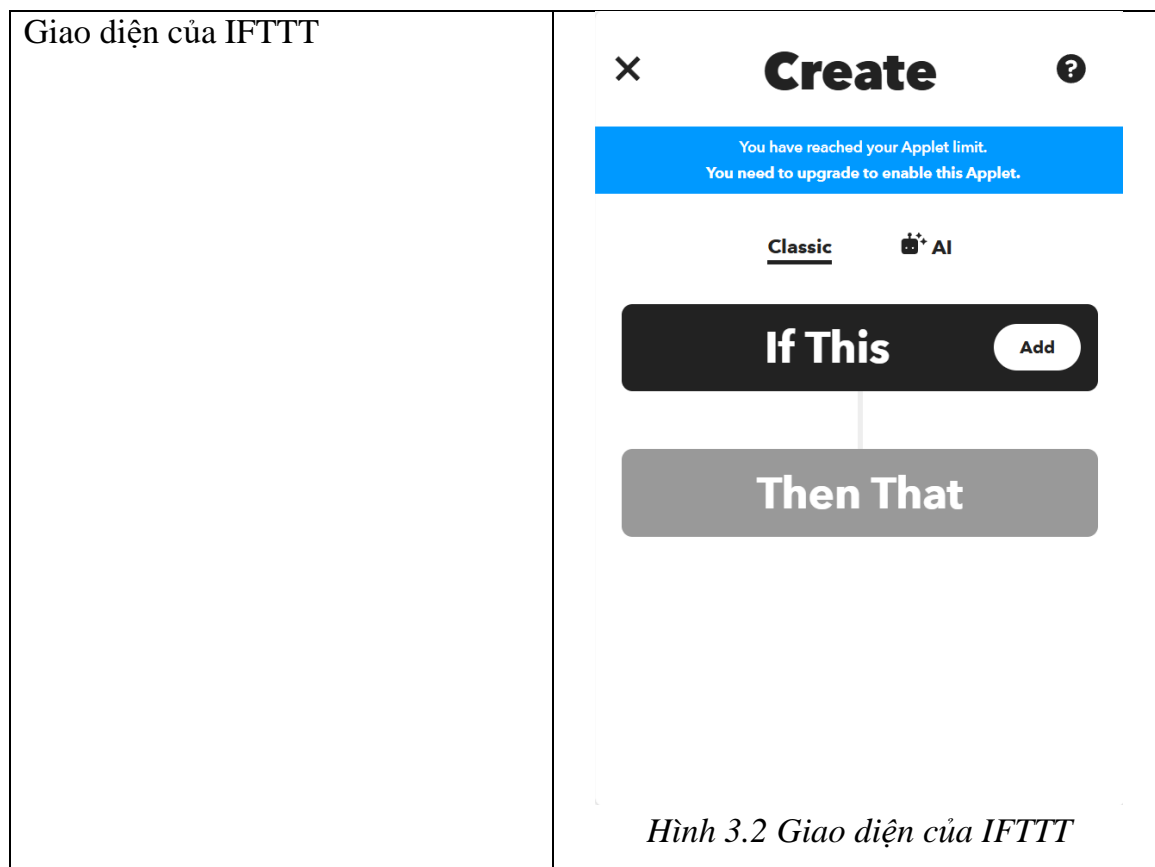 Giao diện của IFTTT
Create
You have reached your Applet limit.
You need to upgrade to enable this Applet.
Classic
AI
If This
Add
Then That
Hình 3.2 Giao diện của IFTTT